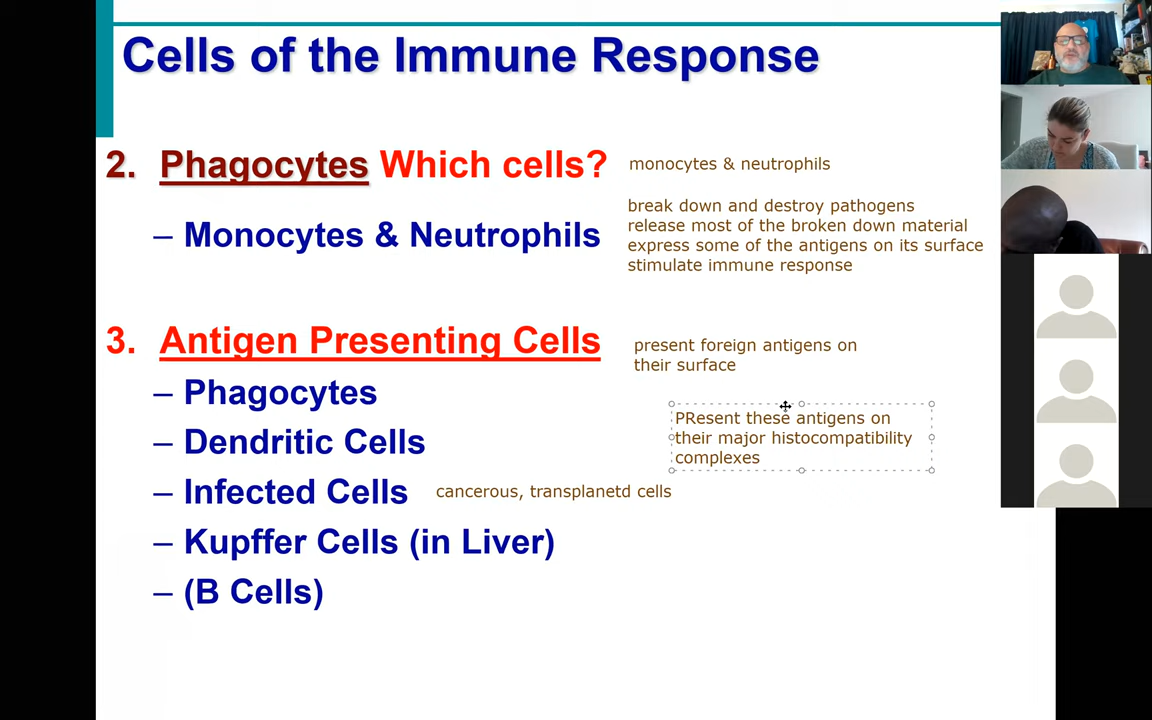 Cells of the Immune Response
2. Phagocytes Which cells?
monocytes & neutrophils
– Monocytes & Neutrophils
break down and destroy pathogens
release most of the broken down material
express some of the antigens on its surface
stimulate immune response
3. Antigen Presenting Cells
present foreign antigens on
their surface
– Phagocytes
PResent these antigens on
their major histocompatibility
complexes
– Dendritic Cells
– Infected Cells
cancerous, transplanetd cells
– Kupffer Cells (in Liver)
– (B Cells)